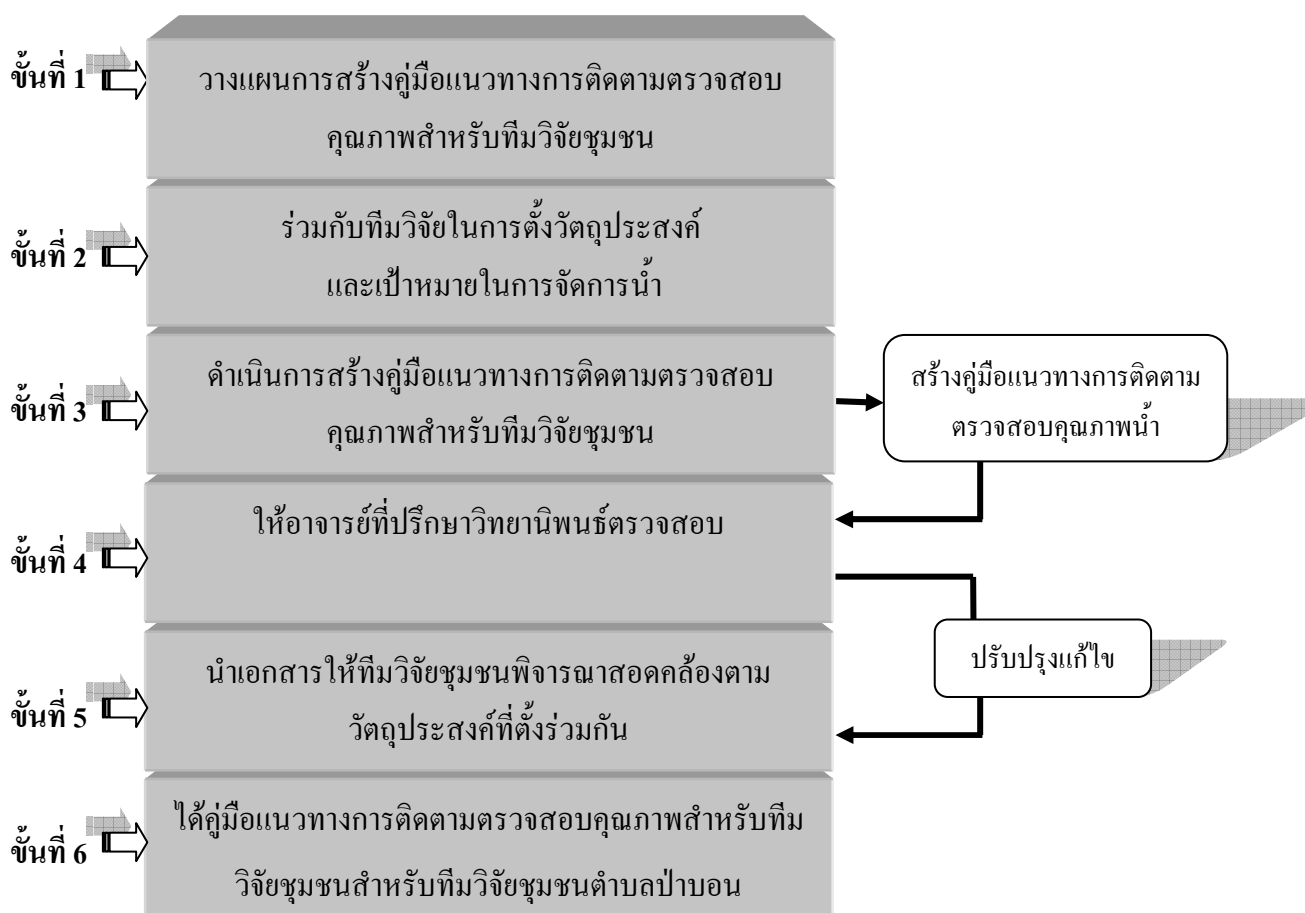 ขั้นที่ 1
วางแผนการสร้างคู่มือแนวทางการติดตามตรวจสอบ
คุณภาพสำหรับทีมวิจัยชุมชน
ขั้นที่ 2
ร่วมกับทีมวิจัยในการตั้งวัตถุประสงค์
และเป้าหมายในการจัดการน้ำ
ขั้นที่ 3
ดำเนินการสร้างคู่มือแนวทางการติดตามตรวจสอบ
คุณภาพสำหรับทีมวิจัยชุมชน
สร้างคู่มือแนวทางการติดตาม
ตรวจสอบคุณภาพน้ำ
ขั้นที่ 4
ให้อาจารย์ที่ปรึกษาวิทยานิพนธ์ตรวจสอบ
ปรับปรุงแก้ไข
ขั้นที่ 5
นำเอกสารให้ทีมวิจัยชุมชนพิจารณาสอดคล้องตาม
วัตถุประสงค์ที่ตั้งร่วมกัน
ขั้นที่ 6
ได้คู่มือแนวทางการติดตามตรวจสอบคุณภาพสำหรับทีม
วิจัยชุมชนสำหรับทีมวิจัยชุมชนตำบลป่าบอน